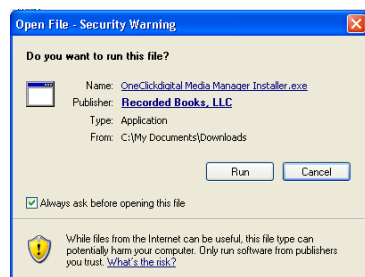 Open File - Security Warning
Do you want to run this file?
Name: OneClickdigital Media Manager Installer.exe
Publisher: Recorded Books, LLC
Type: Application
From: C:\My Documents\Downloads
Run Cancel
Always ask before opening this file
While files from the Internet can be useful, this file type can
potentially harm your computer. Only run software from publishers
you trust. What's the risk?